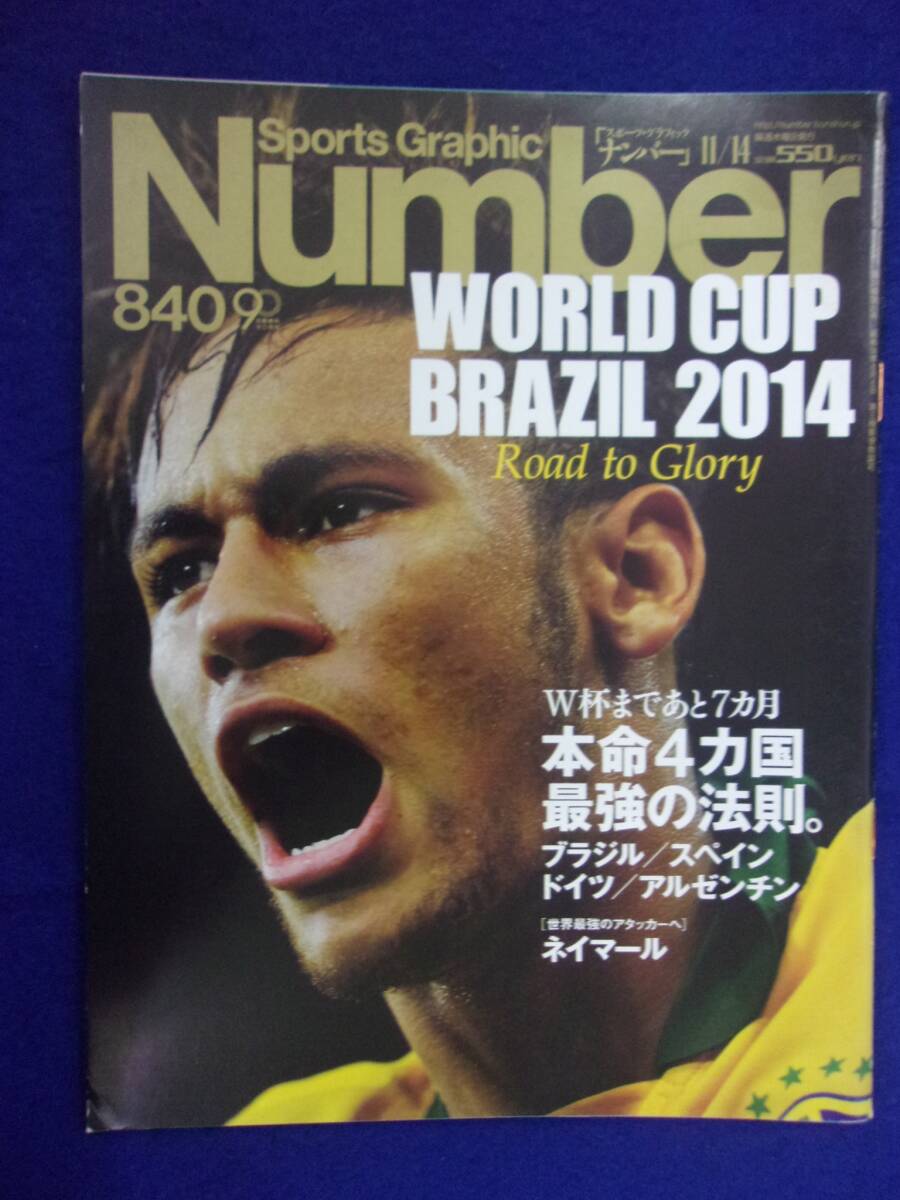 Sports Graphic
「スポーツ・グラフィック
ナンバー」 11/14
550yen
Number
840
WORLD CUP
BRAZIL 2014
Road to Glory
W杯まであと7カ月
本命4カ国
最強の法則。
ブラジル/スペイン
ドイツ/アルゼンチン
[世界最強のアタッカーへ]
ネイマール